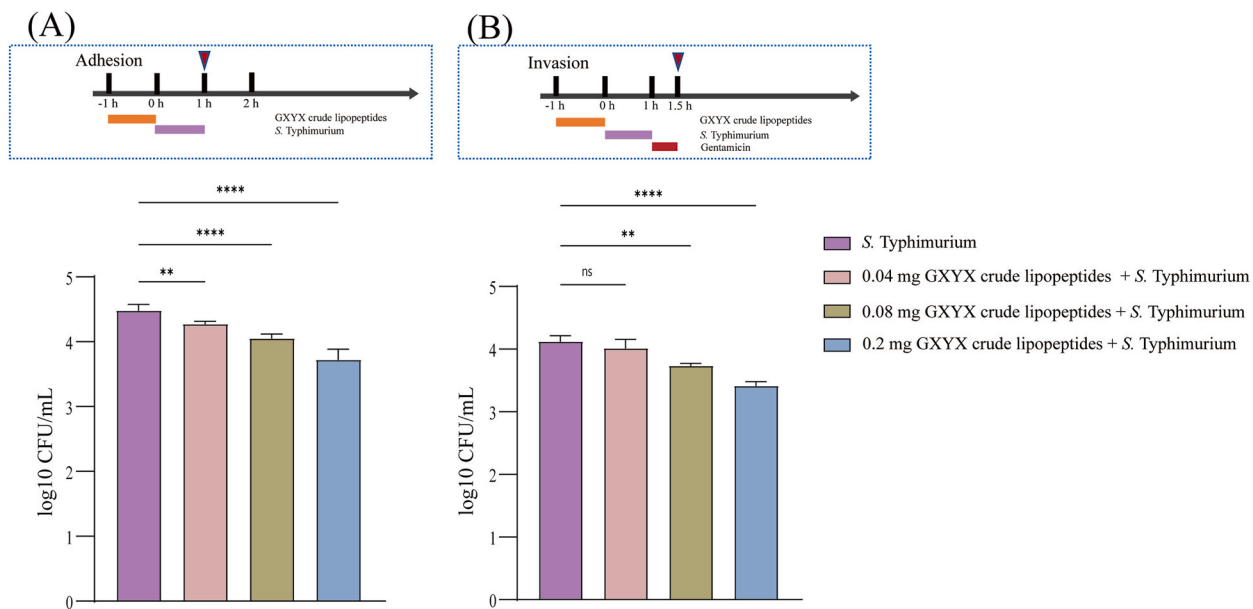 (A)
Adhesion
-1 h 0 h 1 h 2 h
GXYX crude lipopeptides
S. Typhimurium
****
****
**
log10 CFU/mL
5
4
3
2
1
0
(B)
Invasion
-1 h 0 h 1 h 1.5 h
GXYX crude lipopeptides
S. Typhimurium
Gentamicin
****
**
ns
log10 CFU/mL
5
4
3
2
1
0
S. Typhimurium
0.04 mg GXYX crude lipopeptides + S. Typhimurium
0.08 mg GXYX crude lipopeptides + S. Typhimurium
0.2 mg GXYX crude lipopeptides + S. Typhimurium